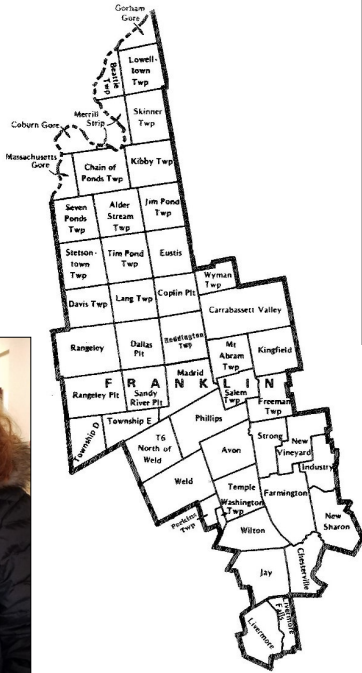 Gorham
Gore
Beattie
Twp
Lowell-
town
Twp
Merrill
Strip
Skinner
Twp
Coburn Gore
Massachusetts
Gore
Chain of
Ponds Twp
Kibby Twp
Seven
Ponds
Twp
Alder
Stream
Twp
Jim Pond
Twp
Stetson-
town
Twp
Tim Pond
Twp
Eustis
Wyman
Twp
Davis Twp
Lang Twp
Coplin Plt
Carrabassett Valley
Rangeley
Dallas
Plt
Reddington
Twp
Mt
Abram
Twp
Kingfield
Madrid
FRANKLIN
Rangeley Plt
Sandy
River Plt
Salem
Twp
Freeman
Twp
Township D
Township E
Phillips
T6
North of
Weld
Avon
Strong
New
Vineyard
Industry
Weld
Temple
Washington
Twp
Farmington
Perkins
Twp
Wilton
New
Sharon
Chesterville
Jay
Livermore
Falls
Livermore